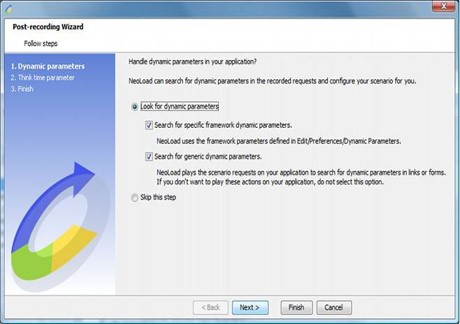 Post-recording Wizard
Follow steps
1. Dynamic parameters
2. Think time parameter
3. Finish
Handle dynamic parameters in your application?
NeoLoad can search for dynamic parameters in the recorded requests and configure your scenario for you.
Look for dynamic parameters
Search for specific framework dynamic parameters.
NeoLoad uses the framework parameters defined in Edit/Preferences/Dynamic Parameters.
Search for generic dynamic parameters.
NeoLoad plays the scenario requests on your application to search for dynamic parameters in links or forms.
If you don't want to play these actions on your application, do not select this option.
Skip this step
< Back
Next >
Finish
Cancel